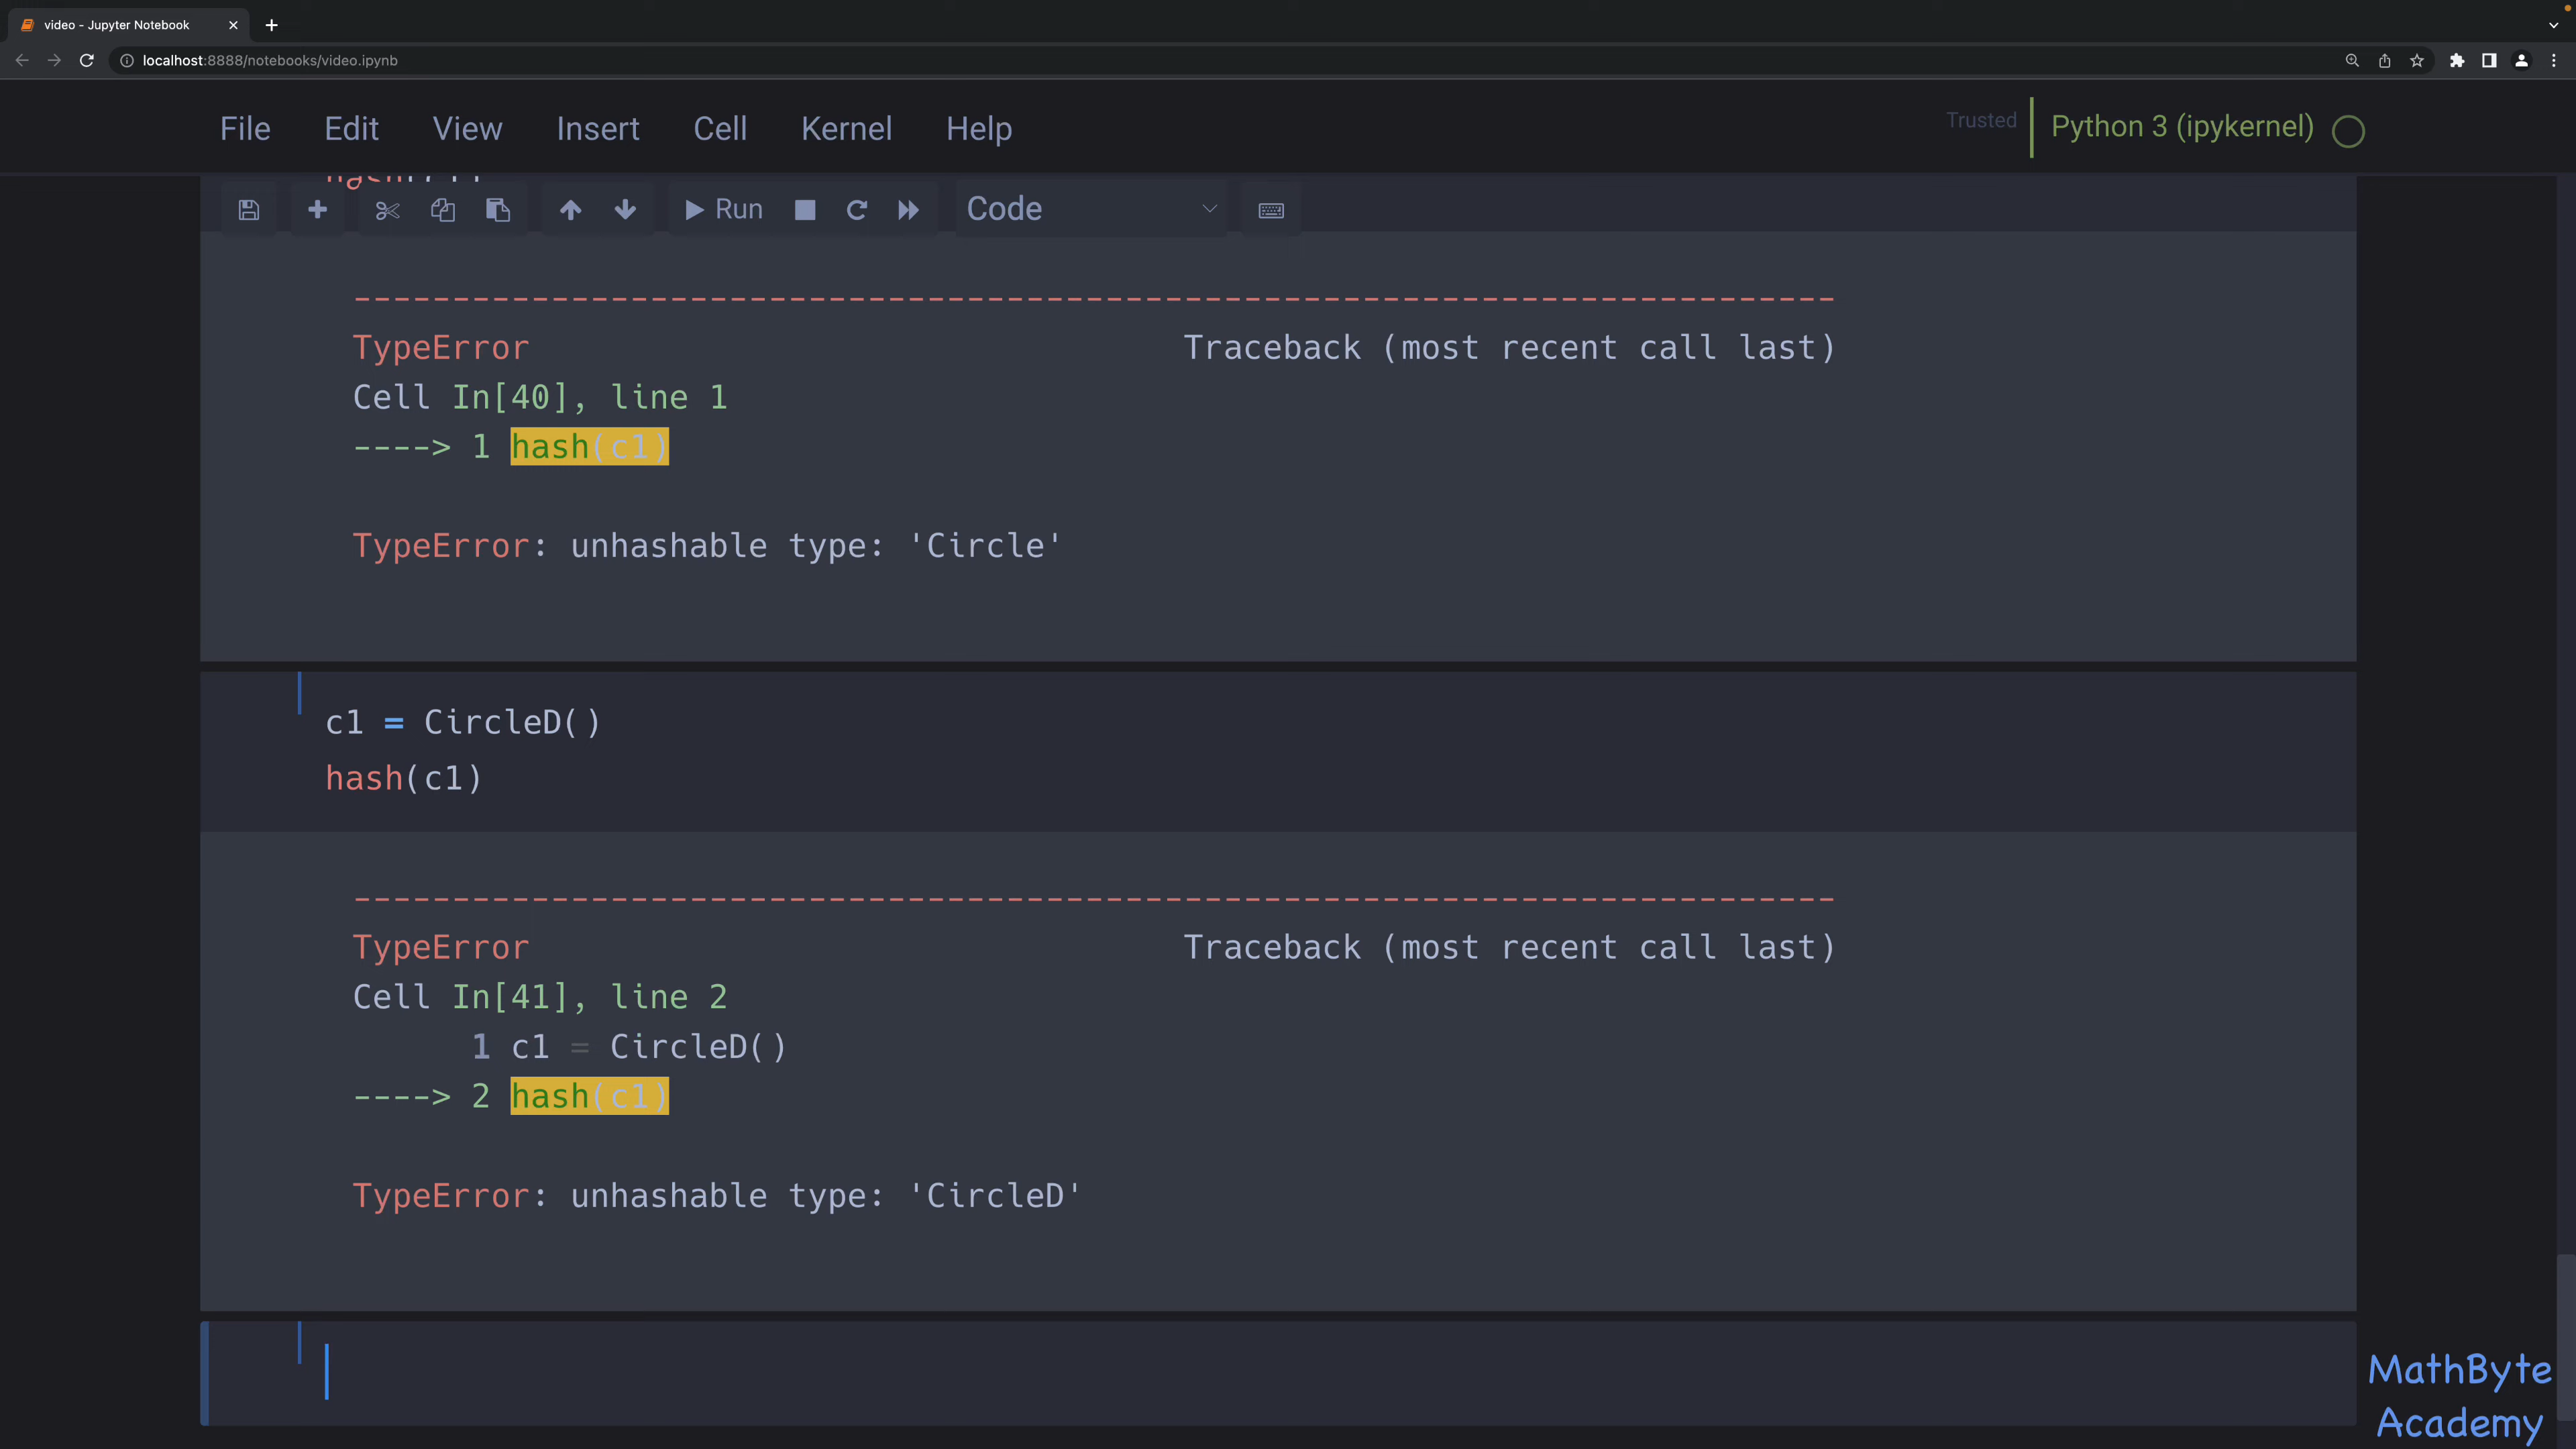 video - Jupyter Notebook
localhost:8888/notebooks/video.ipynb
File Edit View Insert Cell Kernel Help
Trusted Python 3 (ipykernel)
Run Code
--------------------------------------------------------------------------- 
TypeError Traceback (most recent call last)
Cell In[40], line 1
----> 1 hash(c1)
TypeError: unhashable type: 'Circle'
c1 = CircleD()
hash(c1)
---------------------------------------------------------------------------
TypeError Traceback (most recent call last)
Cell In[41], line 2
1 c1 = CircleD()
----> 2 hash(c1)
TypeError: unhashable type: 'CircleD'
MathByte
Academy